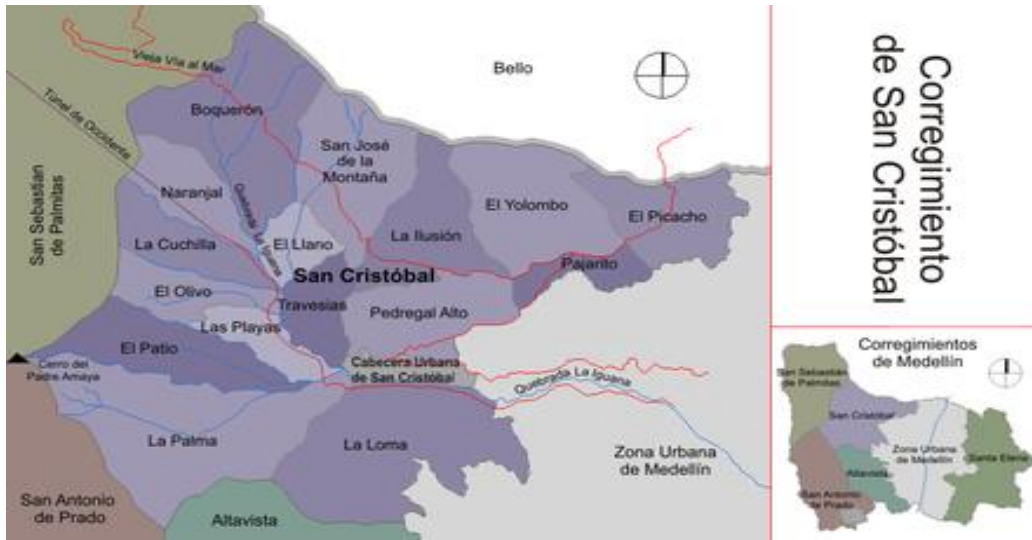 Vieja Vía al Mar
Bello
Boquerón
Túnel de Occidente
San José
de la
Montaña
Naranjal
Quebrada La Iguana
El Yolombo
El Picacho
San Sebastián
de Palmitas
La Cuchilla
El Llano
La Ilusión
San Cristóbal
Pajarito
El Olivo
Travesias
Pedregal Alto
Las Playas
El Patio
Cerro del
Padre Amaya
Cabecera Urbana
de San Cristóbal
Quebrada La Iguana
La Palma
La Loma
Zona Urbana
de Medellín
San Antonio
de Prado
Altavista
Corregimiento
de San Cristóbal
Corregimientos
de Medellín
San Sebastián
de Palmitas
San Cristóbal
Zona Urbana
de Medellín
Santa Elena
Altavista
San Antonio
de Prado